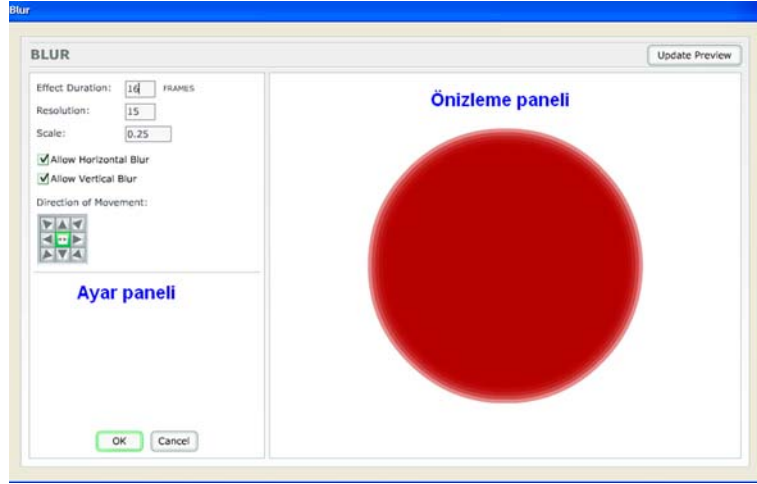 Blur
BLUR
Update Preview
Effect Duration: 16 FRAMES
Resolution: 15
Scale: 0.25
Allow Horizontal Blur
Allow Vertical Blur
Direction of Movement:
Ayar paneli
OK Cancel
Önizleme paneli